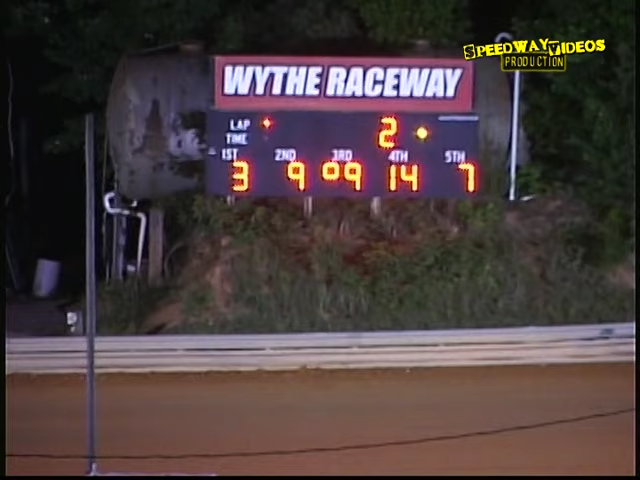 SPEEDWAY VIDEOS
PRODUCTION
WYTHE RACEWAY
LAP 2
TIME
1ST 2ND 3RD 4TH 5TH
3 9 09 14 7